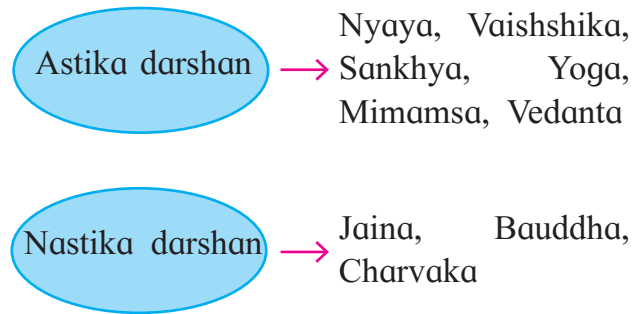 Astika darshan
Nyaya, Vaishshika,
Sankhya, Yoga,
Mimamsa, Vedanta
Nastika darshan
Jaina, Bauddha,
Charvaka